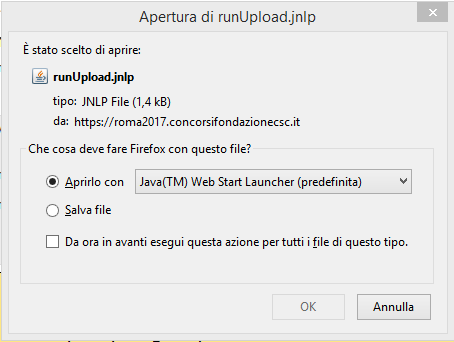 Apertura di runUpload.jnlp
È stato scelto di aprire:
runUpload.jnlp
tipo: JNLP File (1,4 kB)
da: https://roma2017.concorsifondazionecsc.it
Che cosa deve fare Firefox con questo file?
Aprirlo con Java(TM) Web Start Launcher (predefinita)
Salva file
Da ora in avanti esegui questa azione per tutti i file di questo tipo.
OK Annulla